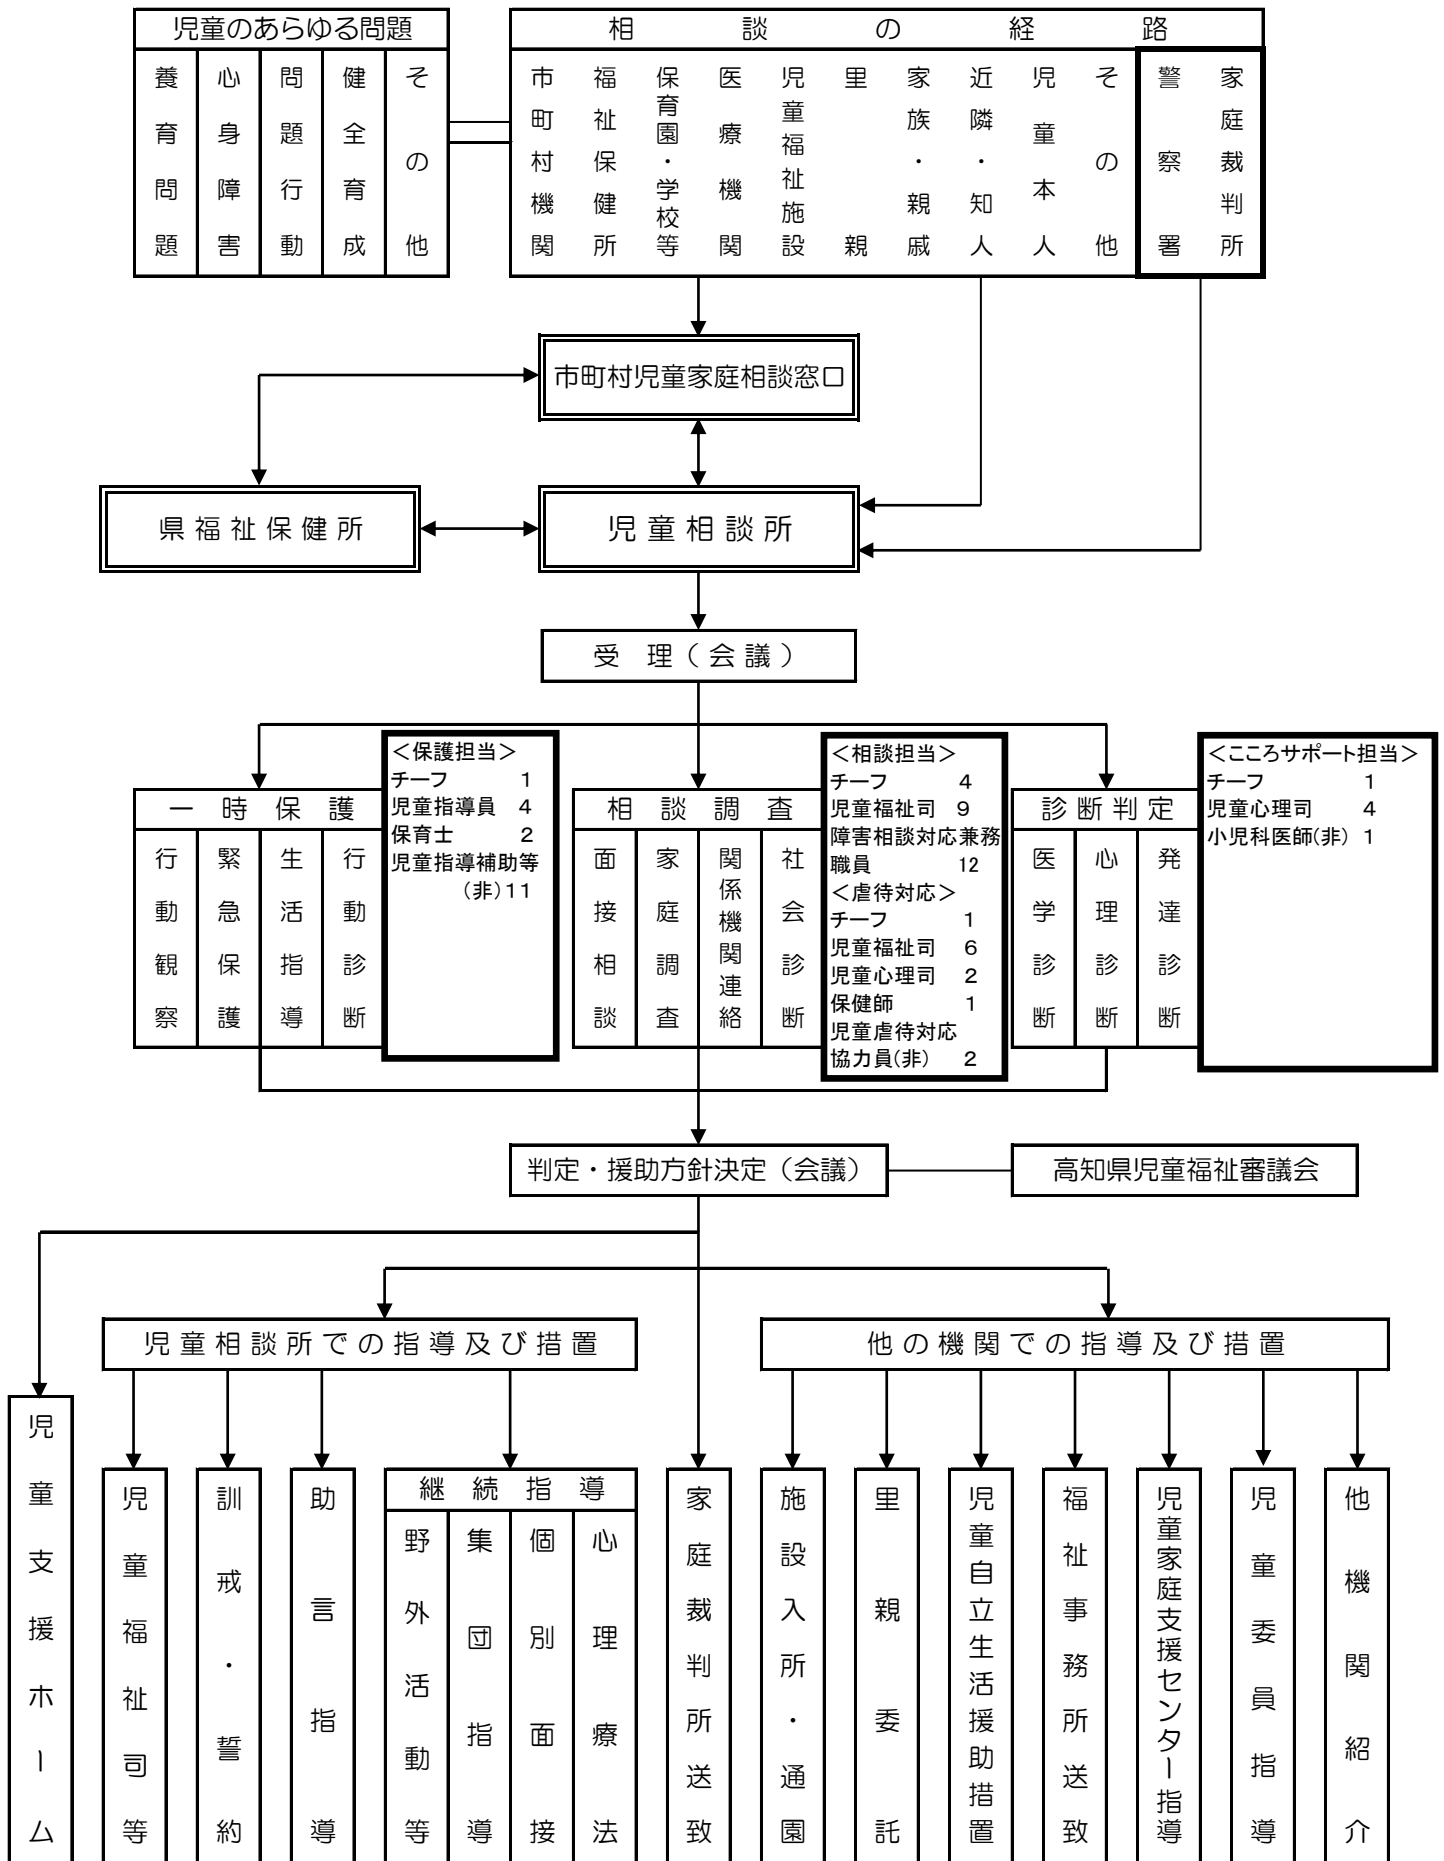 児童のあらゆる問題
養育問題
心身障害
問題行動
健全育成
その他
相談の経路
市町村機関
福祉保健所
保育園・学校等
医療機関
児童福祉施設
里親
家族・親戚
近隣・知人
児童本人
その他
警察署
家庭裁判所
市町村児童家庭相談窓口
県福祉保健所
児童相談所
受 理（会議）
<保護担当>
チーフ 1
児童指導員 4
保育士 2
児童指導補助等
(非)11
一時保護
行動観察
緊急保護
生活指導
行動診断
<相談担当>
チーフ 4
児童福祉司 9
障害相談対応兼務
職員 12
<虐待対応>
チーフ 1
児童福祉司 6
児童心理司 2
保健師 1
児童虐待対応
協力員(非) 2
相談調査
面接相談
家庭調査
関係機関連絡
社会診断
<こころサポート担当>
チーフ 1
児童心理司 4
小児科医師(非) 1
診断判定
医学診断
心理診断
発達診断
判定・援助方針決定（会議）
高知県児童福祉審議会
児童相談所での指導及び措置
他の機関での指導及び措置
児童支援ホーム
児童福祉司等
訓戒・誓約
助言指導
継続指導
野外活動等
集団指導
個別面接
心理療法
家庭裁判所送致
施設入所・通園
里親委託
児童自立生活援助措置
福祉事務所送致
児童家庭支援センター指導
児童委員指導
他機関紹介